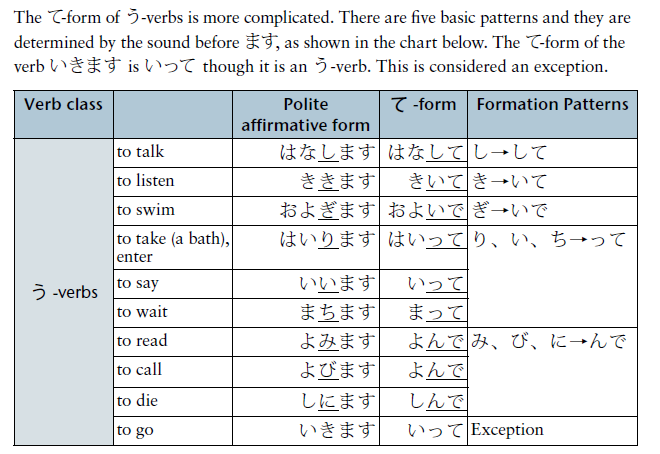 The て-form of う-verbs is more complicated. There are five basic patterns and they are
determined by the sound before ます, as shown in the chart below. The て-form of the
verb いきます is いって though it is an う-verb. This is considered an exception.
Verb class Polite affirmative form て -form Formation Patterns
う -verbs
to talk はなします はなして し→して
to listen ききます きいて き→いて
to swim およぎます およいで ぎ→いで
to take (a bath), enter はいります はいって り、い、ち→って
to say いいます いって
to wait まちます まって
to read よみます よんで み、び、に→んで
to call よびます よんで
to die しにます しんで
to go いきます いって Exception